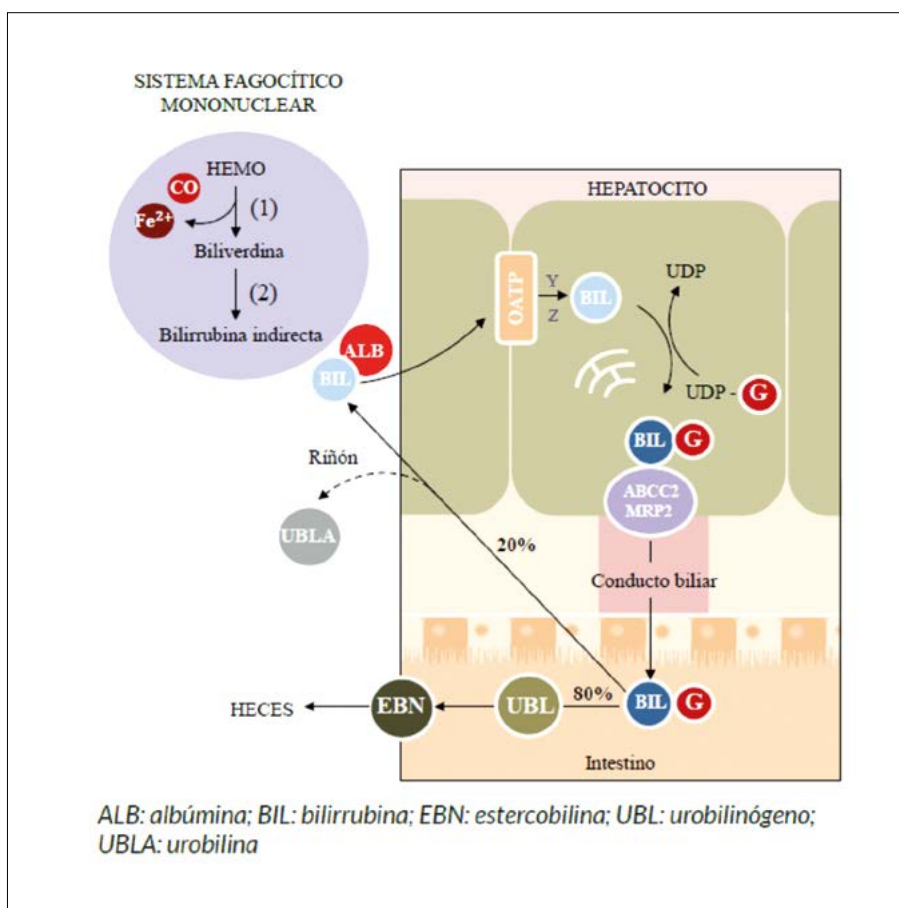 SISTEMA FAGOCÍTICO
MONONUCLEAR
HEMO
CO
(1)
Fe²⁺
Biliverdina
(2)
Bilirrubina indirecta
ALB
BIL
HEPATOCITO
OATP
Y
Z
BIL
UDP
UDP - G
BIL G
ABCC2
MRP2
Ríñón
UBLA
20%
Conducto biliar
HECES
EBN
UBL
80%
BIL G
Intestino
ALB: albúmina; BIL: bilirrubina; EBN: estercobilina; UBL: urobilinógeno;
UBLA: urobilina